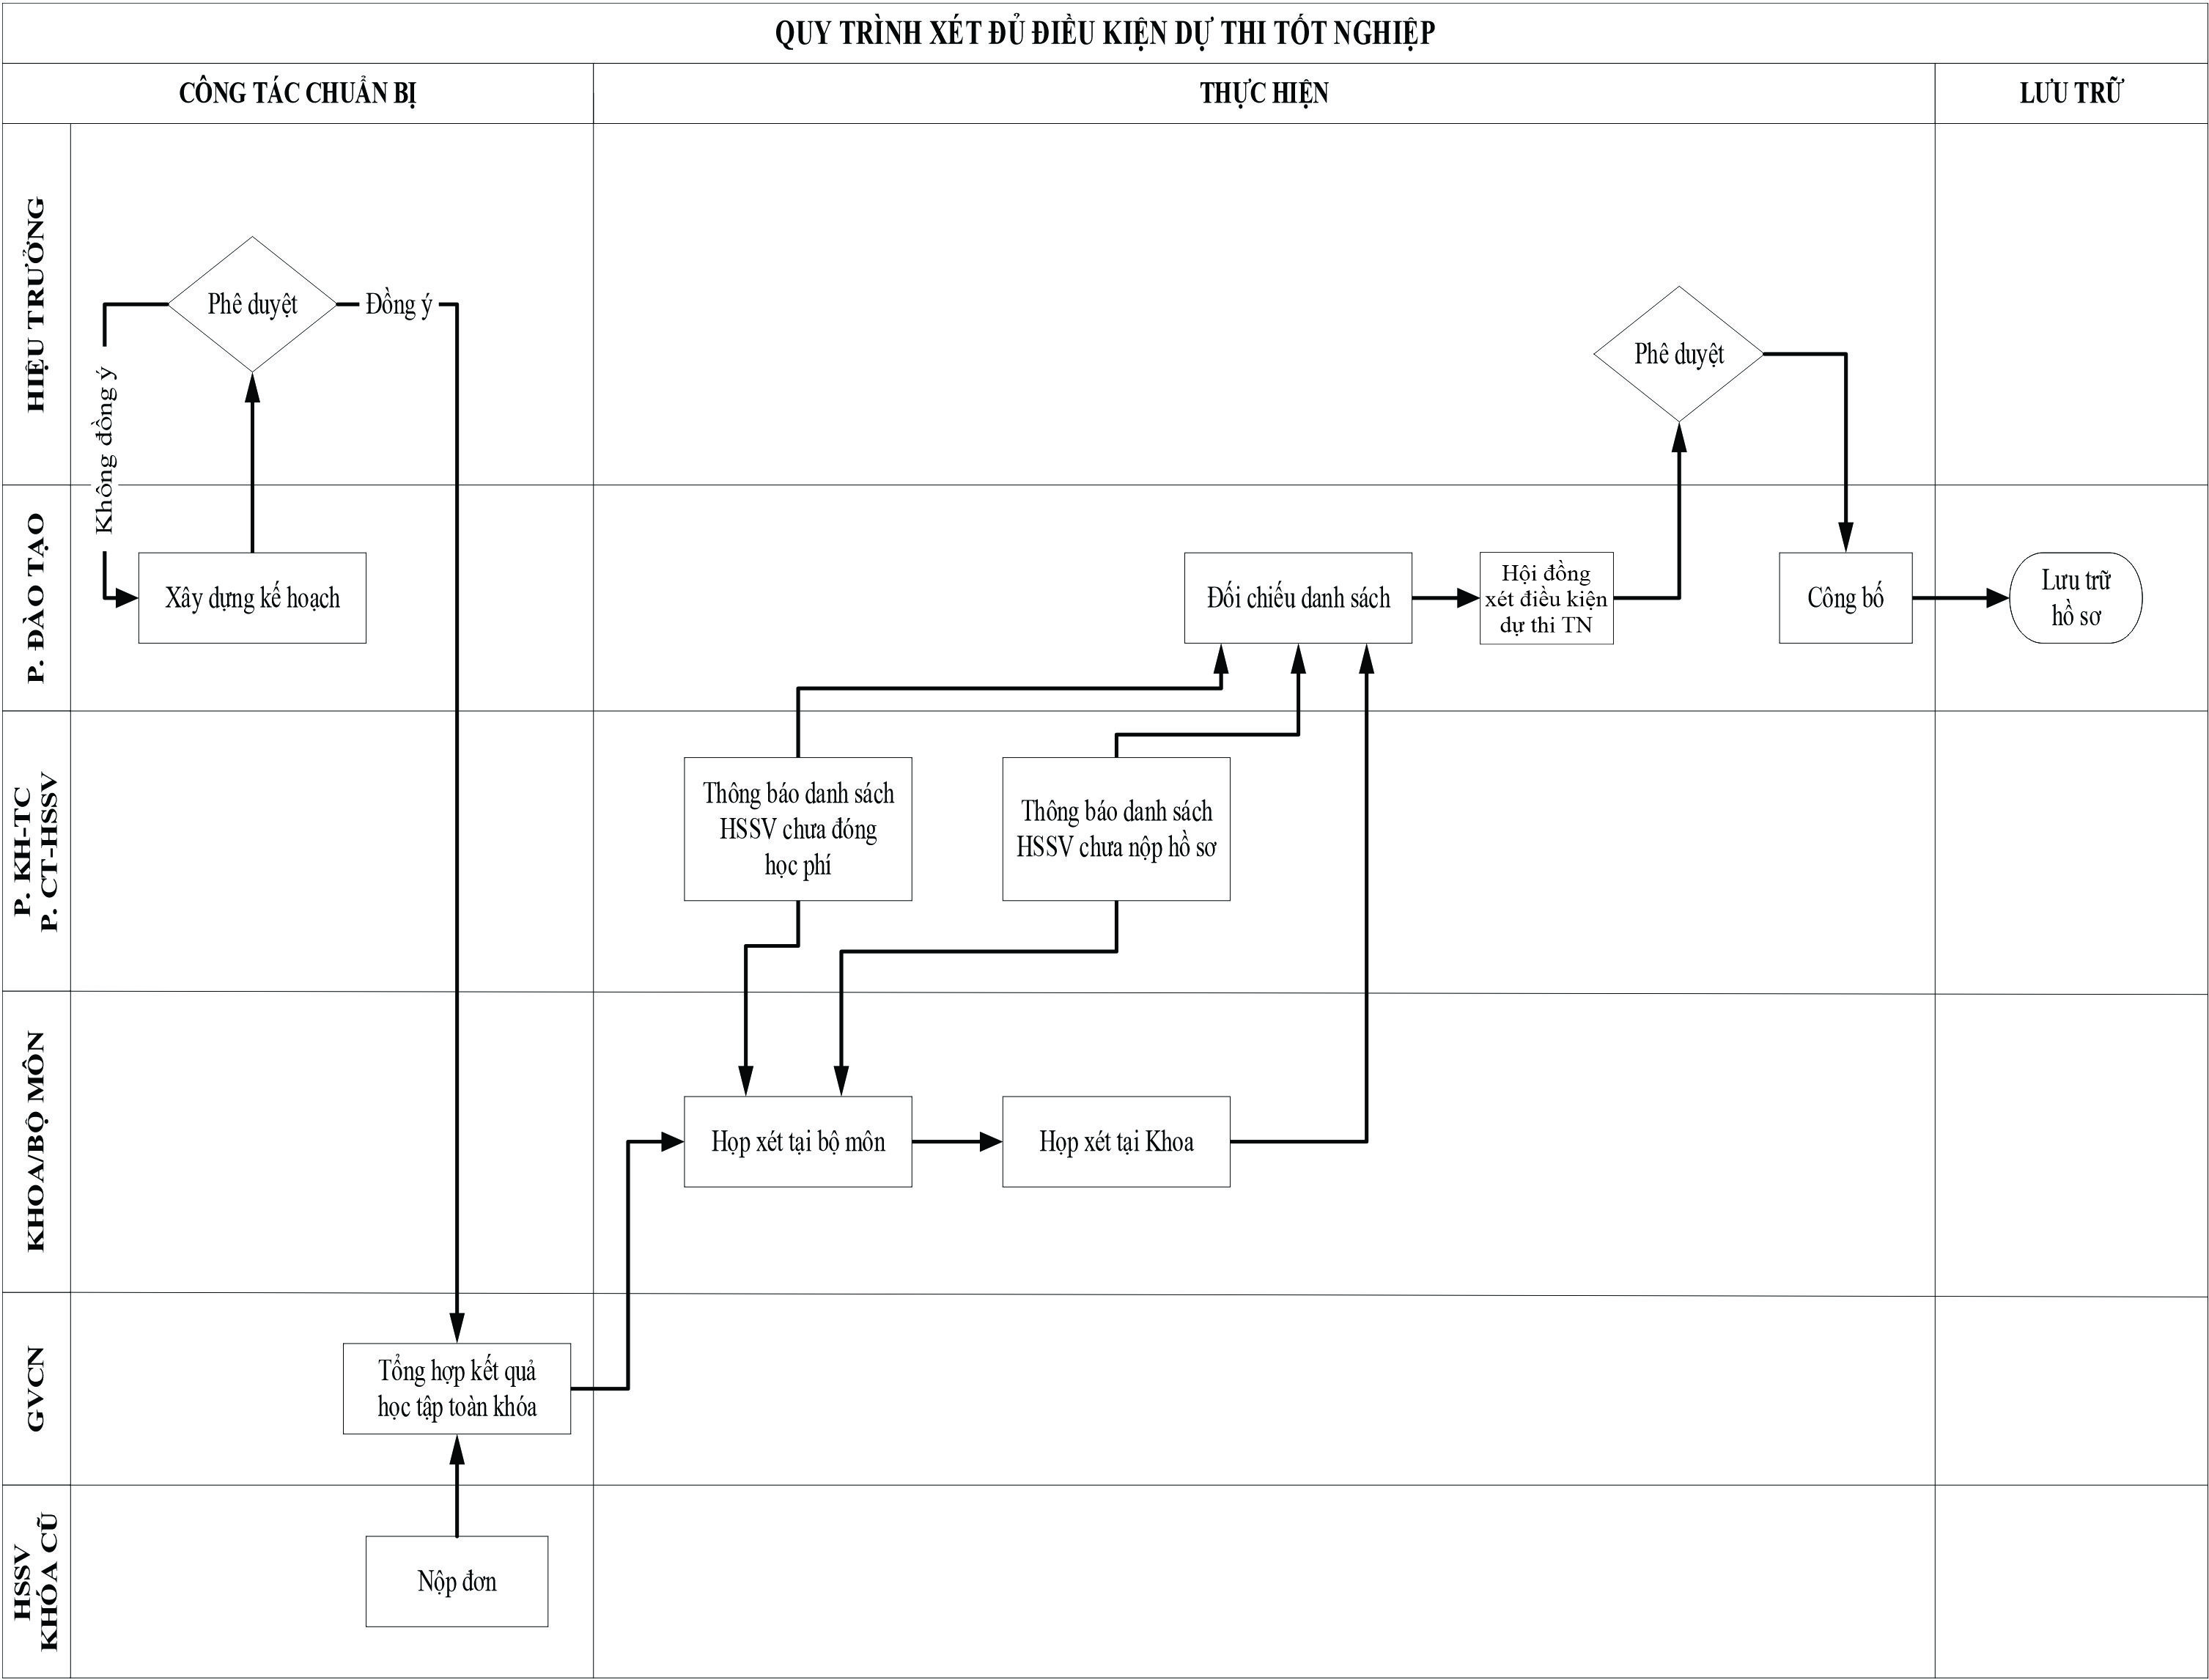 QUY TRÌNH XÉT ĐỦ ĐIỀU KIỆN DỰ THI TỐT NGHIỆP
CÔNG TÁC CHUẨN BỊ
THỰC HIỆN
LƯU TRỮ
HIỆU TRƯỞNG
Phê duyệt
Đồng ý
Không đồng ý
Phê duyệt
P. ĐÀO TẠO
Xây dựng kế hoạch
Đối chiếu danh sách
Hội đồng
xét điều kiện
dự thi TN
Công bố
Lưu trữ
hồ sơ
P. KH-TC
P. CT-HSSV
Thông báo danh sách
HSSV chưa đóng
học phí
Thông báo danh sách
HSSV chưa nộp hồ sơ
KHOA/BỘ MÔN
Họp xét tại bộ môn
Họp xét tại Khoa
GVCN
Tổng hợp kết quả
học tập toàn khóa
HSSV
KHÓA CŨ
Nộp đơn